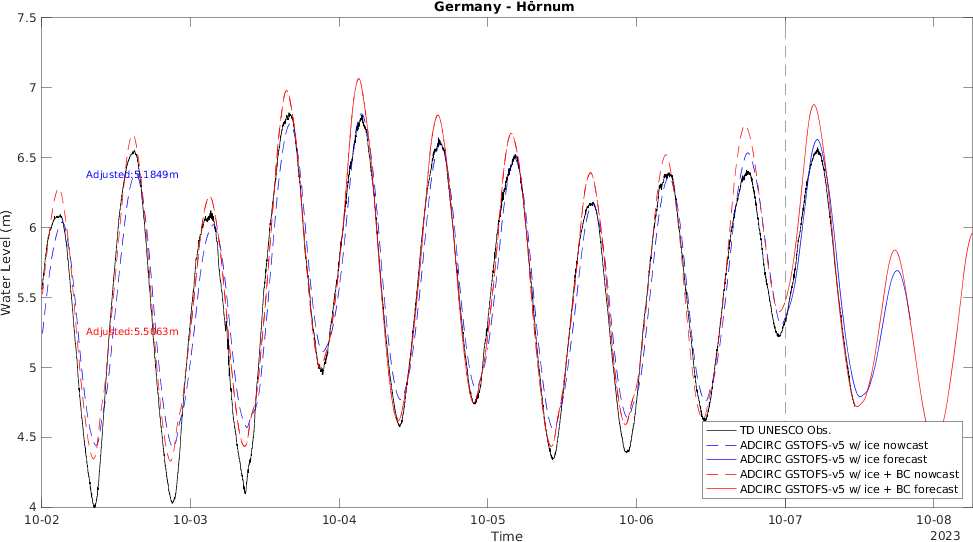 Germany - Hörnum
7.5
7
6.5
6
5.5
5
4.5
4
Water Level (m)
Adjusted:5.1849m
Adjusted:5.5063m
TD UNESCO Obs.
ADCIRC GSTOFS-v5 w/ ice nowcast
ADCIRC GSTOFS-v5 w/ ice forecast
ADCIRC GSTOFS-v5 w/ ice + BC nowcast
ADCIRC GSTOFS-v5 w/ ice + BC forecast
10-02
10-03
10-04
10-05
10-06
10-07
10-08
Time
2023